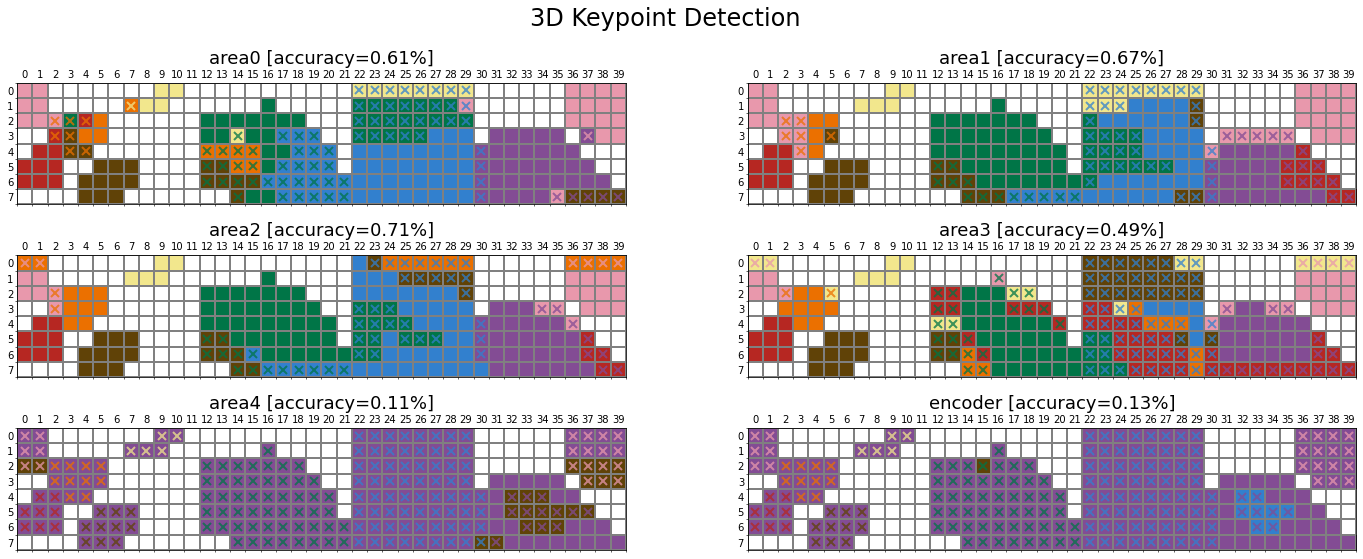 3D Keypoint Detection
area0 [accuracy=0.61%]
area1 [accuracy=0.67%]
0 1 2 3 4 5 6 7 8 9 10 11 12 13 14 15 16 17 18 19 20 21 22 23 24 25 26 27 28 29 30 31 32 33 34 35 36 37 38 39
0 1 2 3 4 5 6 7 8 9 10 11 12 13 14 15 16 17 18 19 20 21 22 23 24 25 26 27 28 29 30 31 32 33 34 35 36 37 38 39
0 0
1 1
2 2
3 3
4 4
5 5
6 6
7 7
area2 [accuracy=0.71%]
area3 [accuracy=0.49%]
0 1 2 3 4 5 6 7 8 9 10 11 12 13 14 15 16 17 18 19 20 21 22 23 24 25 26 27 28 29 30 31 32 33 34 35 36 37 38 39
0 1 2 3 4 5 6 7 8 9 10 11 12 13 14 15 16 17 18 19 20 21 22 23 24 25 26 27 28 29 30 31 32 33 34 35 36 37 38 39
0 0
1 1
2 2
3 3
4 4
5 5
6 6
7 7
area4 [accuracy=0.11%]
encoder [accuracy=0.13%]
0 1 2 3 4 5 6 7 8 9 10 11 12 13 14 15 16 17 18 19 20 21 22 23 24 25 26 27 28 29 30 31 32 33 34 35 36 37 38 39
0 1 2 3 4 5 6 7 8 9 10 11 12 13 14 15 16 17 18 19 20 21 22 23 24 25 26 27 28 29 30 31 32 33 34 35 36 37 38 39
0 0
1 1
2 2
3 3
4 4
5 5
6 6
7 7